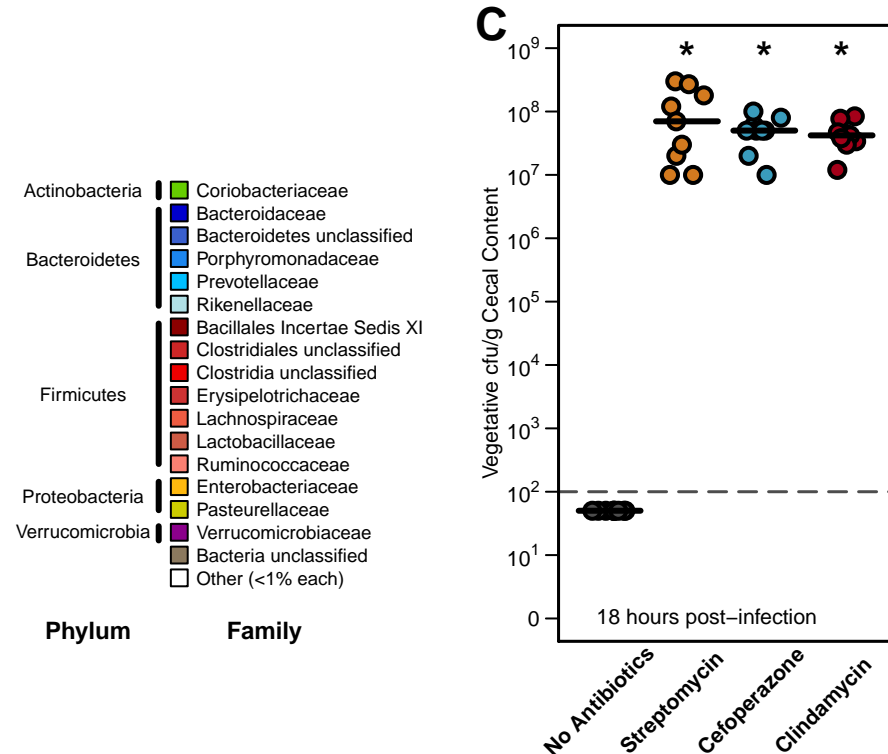 C
Actinobacteria
Bacteroidetes
Firmicutes
Proteobacteria
Verrucomicrobia
Phylum
Coriobacteriaceae
Bacteroidaceae
Bacteroidetes unclassified
Porphyromonadaceae
Prevotellaceae
Rikenellaceae
Bacillales Incertae Sedis XI
Clostridiales unclassified
Clostridia unclassified
Erysipelotrichaceae
Lachnospiraceae
Lactobacillaceae
Ruminococcaceae
Enterobacteriaceae
Pasteurellaceae
Verrucomicrobiaceae
Bacteria unclassified
Other (<1% each)
Family
Vegetative cfu/g Cecal Content
10⁹
10⁸
10⁷
10⁶
10⁵
10⁴
10³
10²
10¹
0
* * *
18 hours post−infection
No Antibiotics
Streptomycin
Cefoperazone
Clindamycin